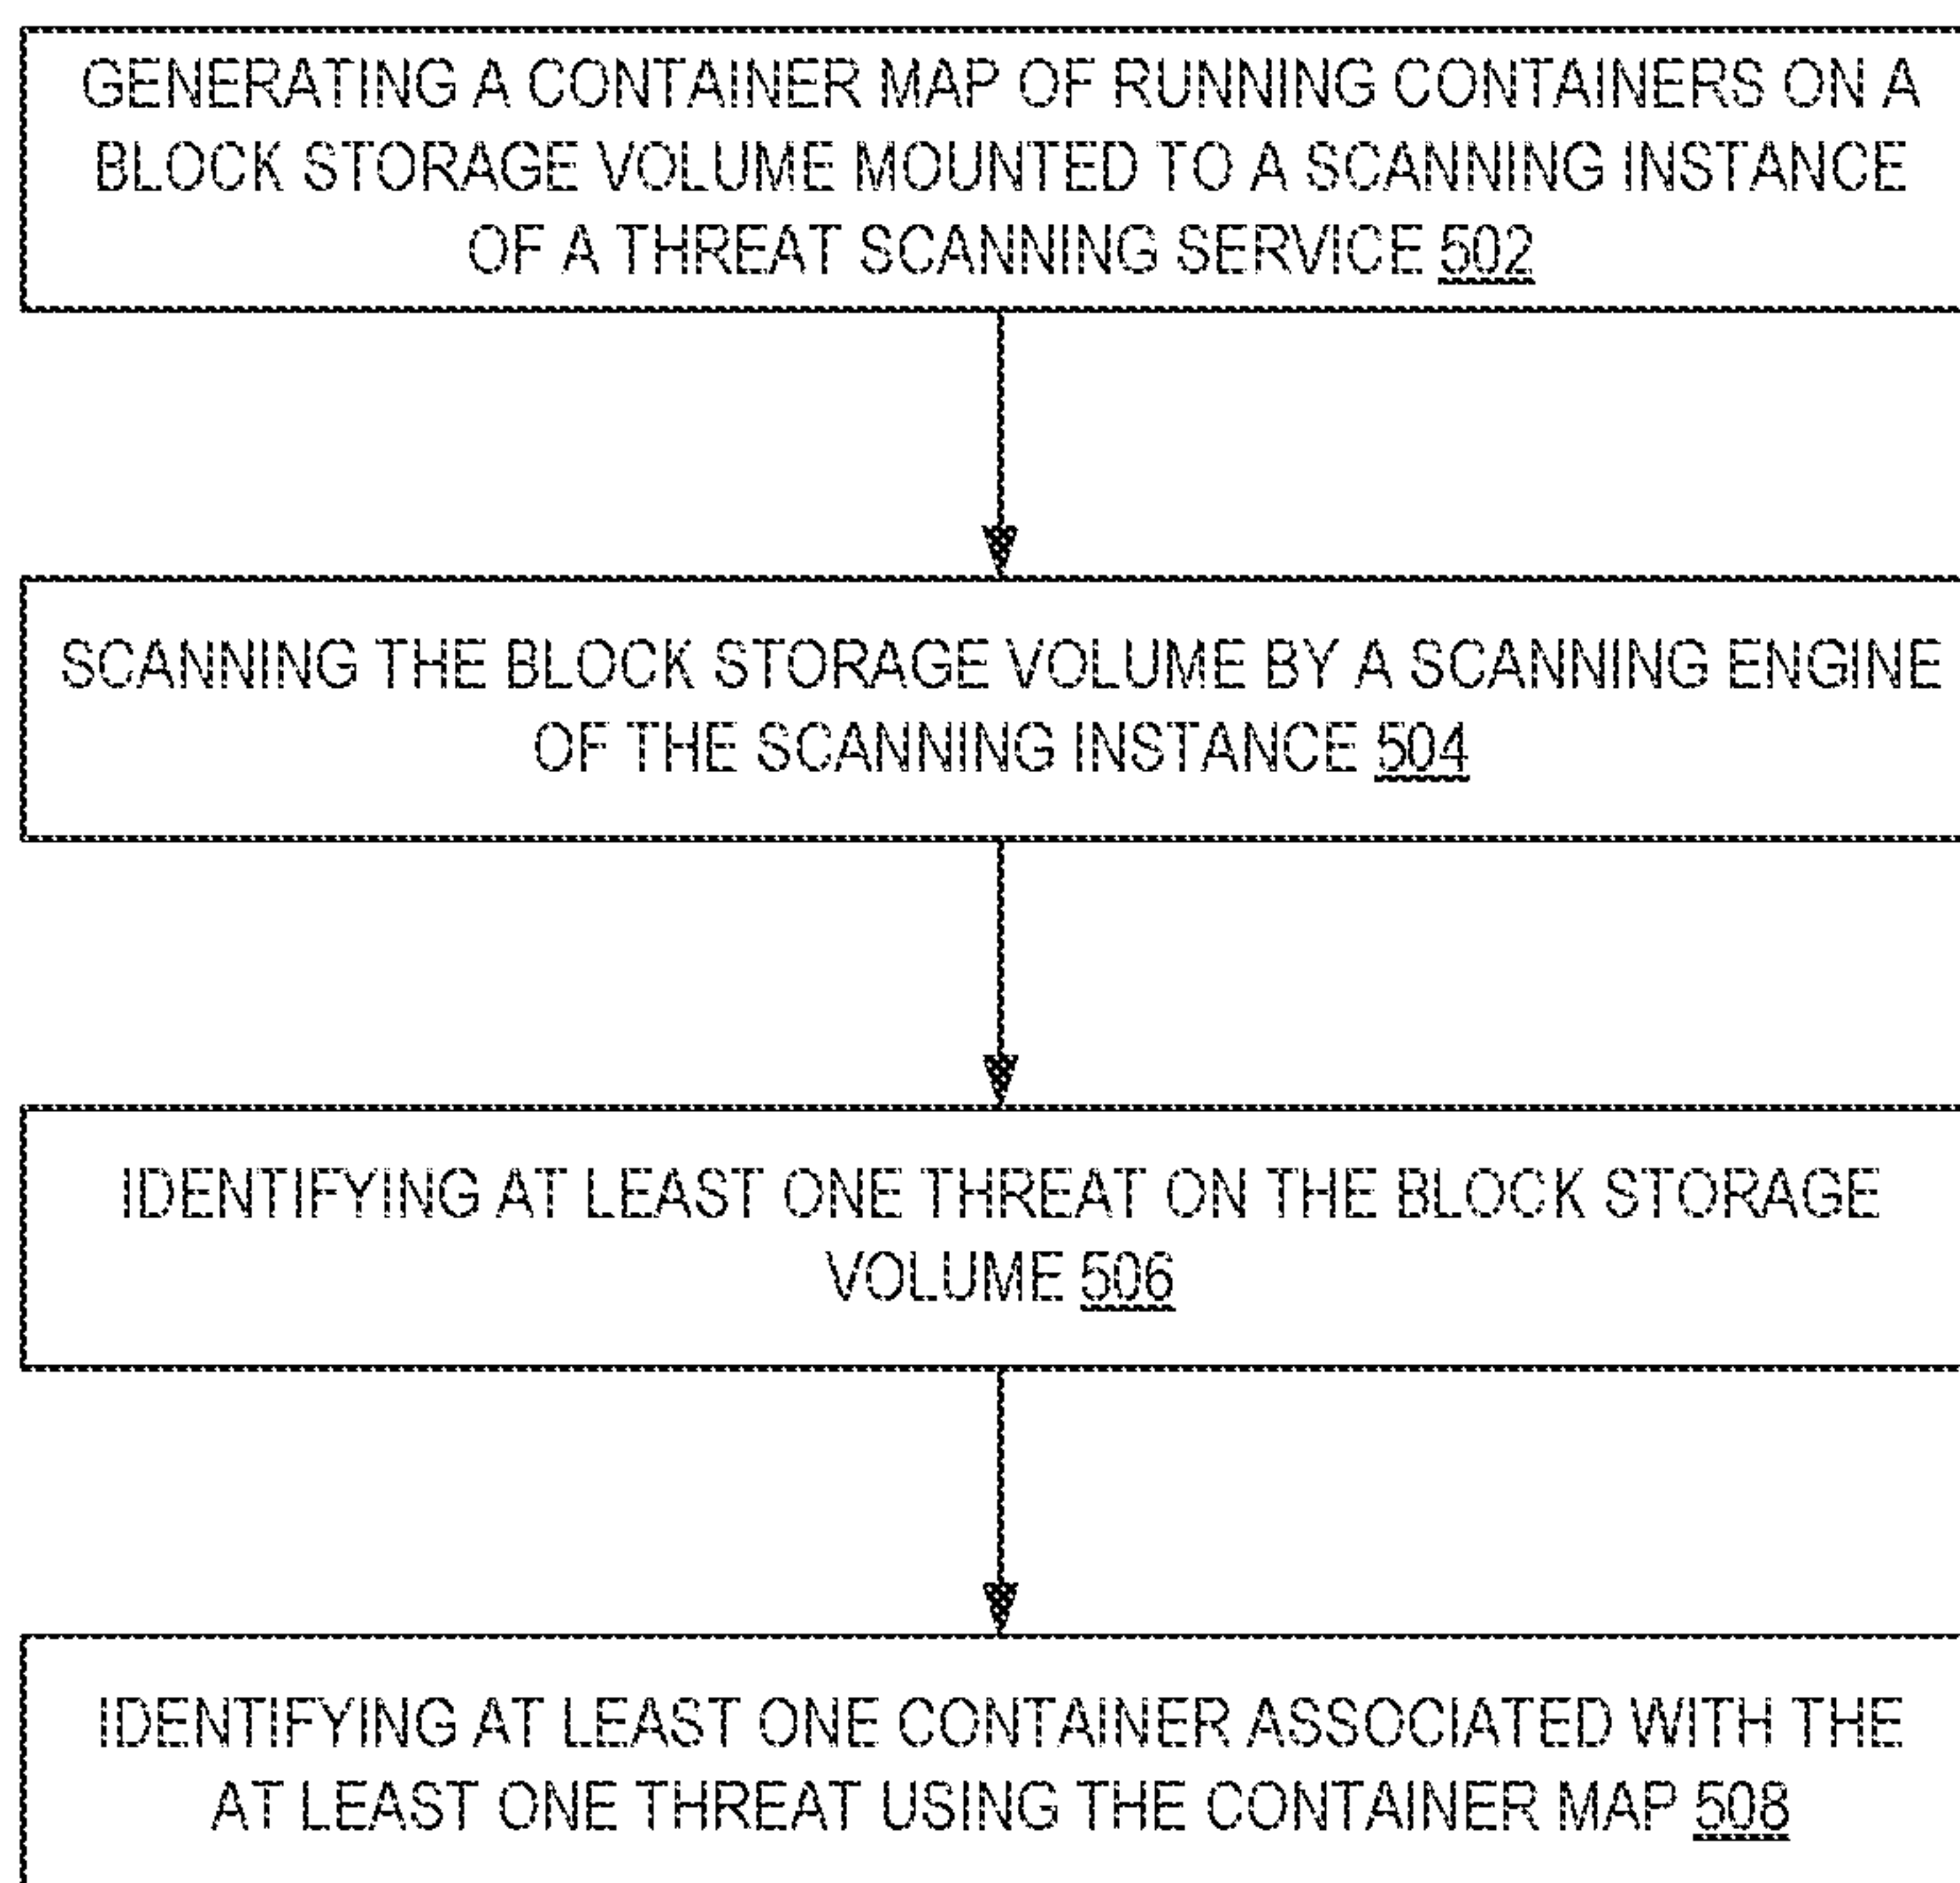 GENERATING A CONTAINER MAP OF RUNNING CONTAINERS ON A
BLOCK STORAGE VOLUME MOUNTED TO A SCANNING INSTANCE
OF A THREAT SCANNING SERVICE 502
SCANNING THE BLOCK STORAGE VOLUME BY A SCANNING ENGINE
OF THE SCANNING INSTANCE 504
IDENTIFYING AT LEAST ONE THREAT ON THE BLOCK STORAGE
VOLUME 506
IDENTIFYING AT LEAST ONE CONTAINER ASSOCIATED WITH THE
AT LEAST ONE THREAT USING THE CONTAINER MAP 508